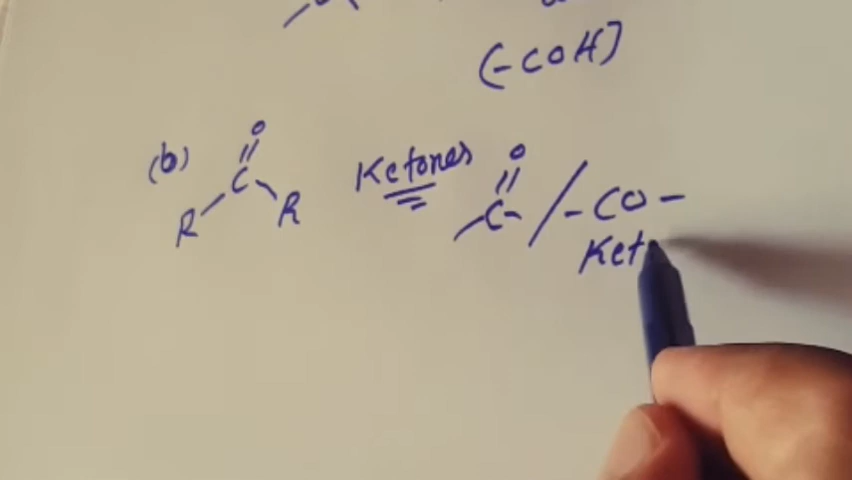 (-COH]
(b) O
C
R R
Ketones
O
C / - CO -
Ket